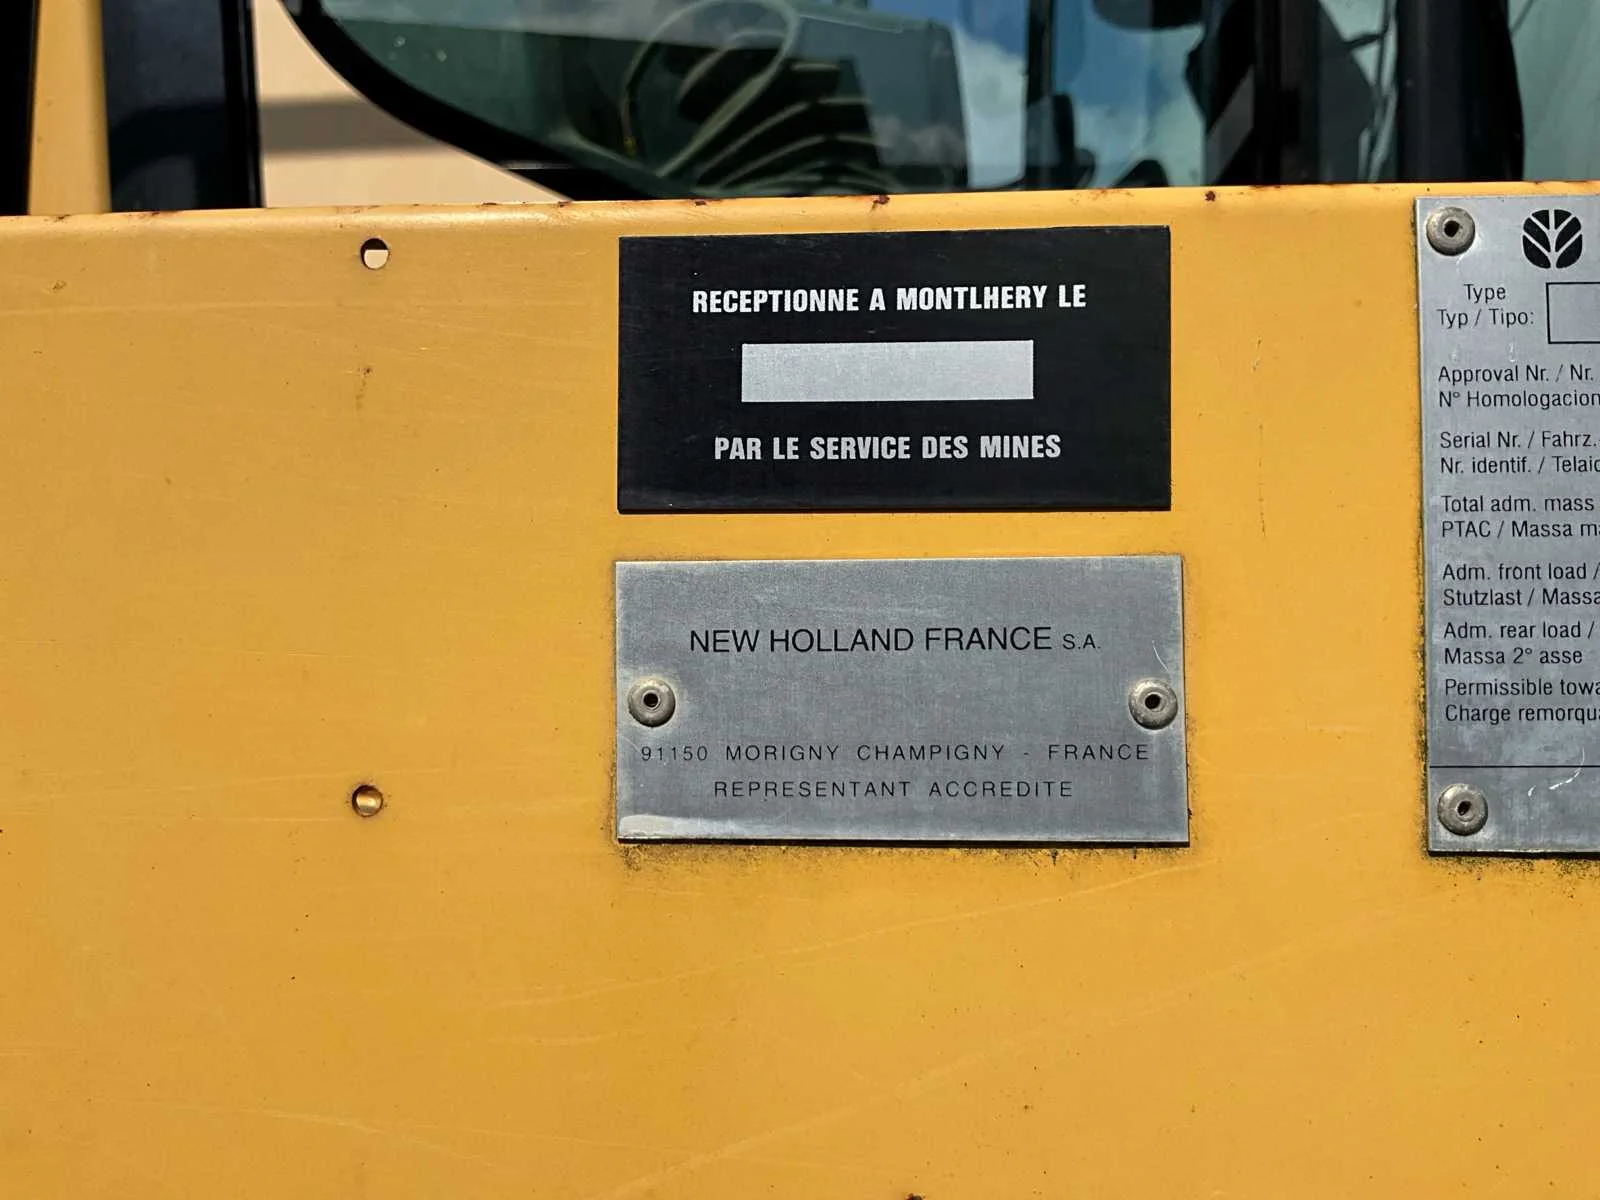 RECEPTIONNE A MONTLHERY LE
PAR LE SERVICE DES MINES
NEW HOLLAND FRANCE S.A.
91150 MORIGNY CHAMPIGNY - FRANCE
REPRESENTANT ACCREDITE
Type
Typ / Tipo:
Approval Nr. / Nr.
N° Homologacion
Serial Nr. / Fahrz.
Nr. identif. / Telaio
Total adm. mass
PTAC / Massa
Adm. front load /
Stutzlast / Massa
Adm. rear load /
Massa 2° asse
Permissible
Charge